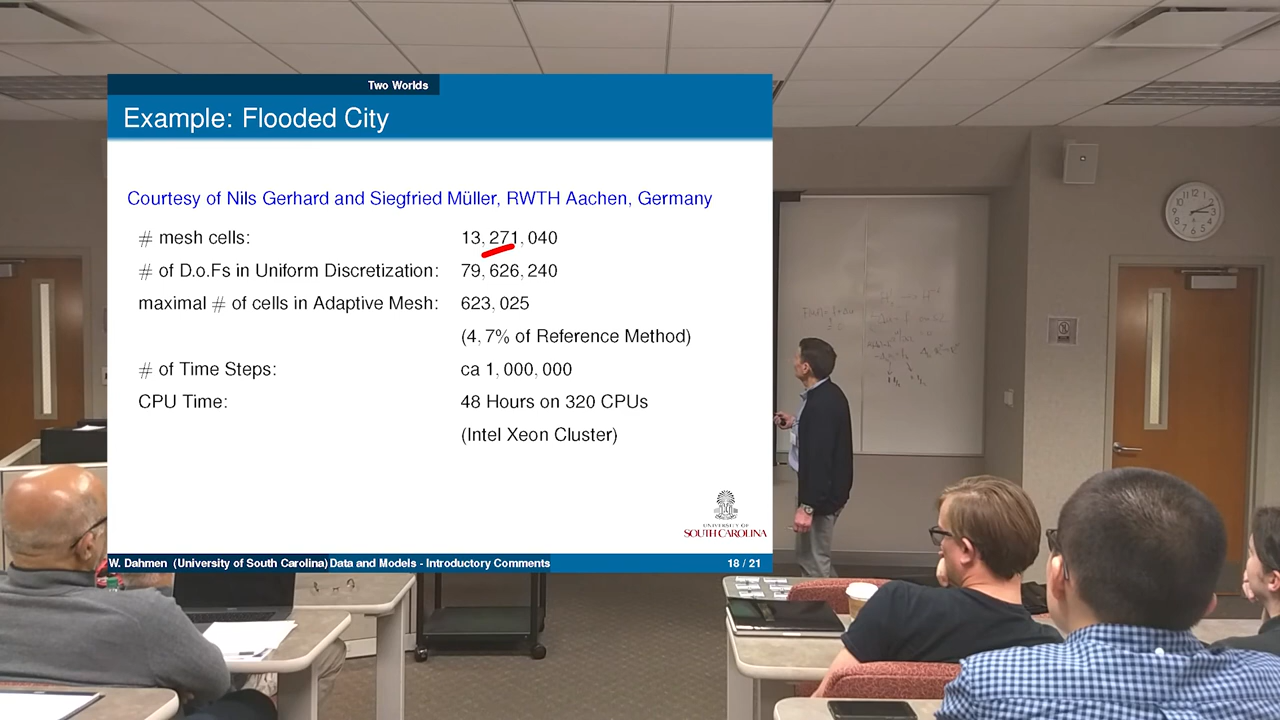 Two Worlds
Example: Flooded City
Courtesy of Nils Gerhard and Siegfried Müller, RWTH Aachen, Germany
# mesh cells: 13, 271, 040
# of D.o.Fs in Uniform Discretization: 79, 626, 240
maximal # of cells in Adaptive Mesh: 623, 025
(4, 7% of Reference Method)
# of Time Steps: ca 1, 000, 000
CPU Time: 48 Hours on 320 CPUs
(Intel Xeon Cluster)
UNIVERSITY OF
SOUTH CAROLINA
W. Dahmen (University of South Carolina) Data and Models - Introductory Comments 18 / 21